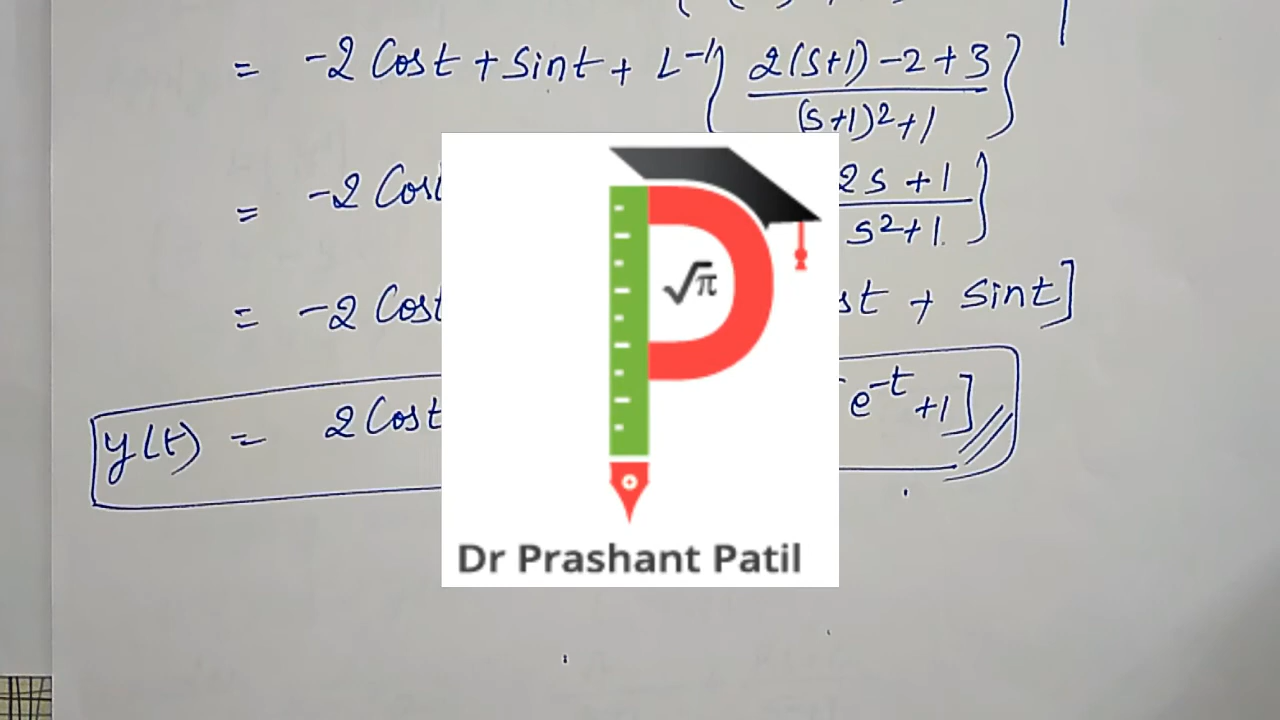 = -2 Cost + Sint + L⁻¹{ 2(s+1) -2+3 / (s+1)²+1 }
= -2 Cost 2s +1 / s²+1 }
= -2 Cost st + Sint]
y(t) = 2 Cost e⁻ᵗ +1]
√π
Dr Prashant Patil